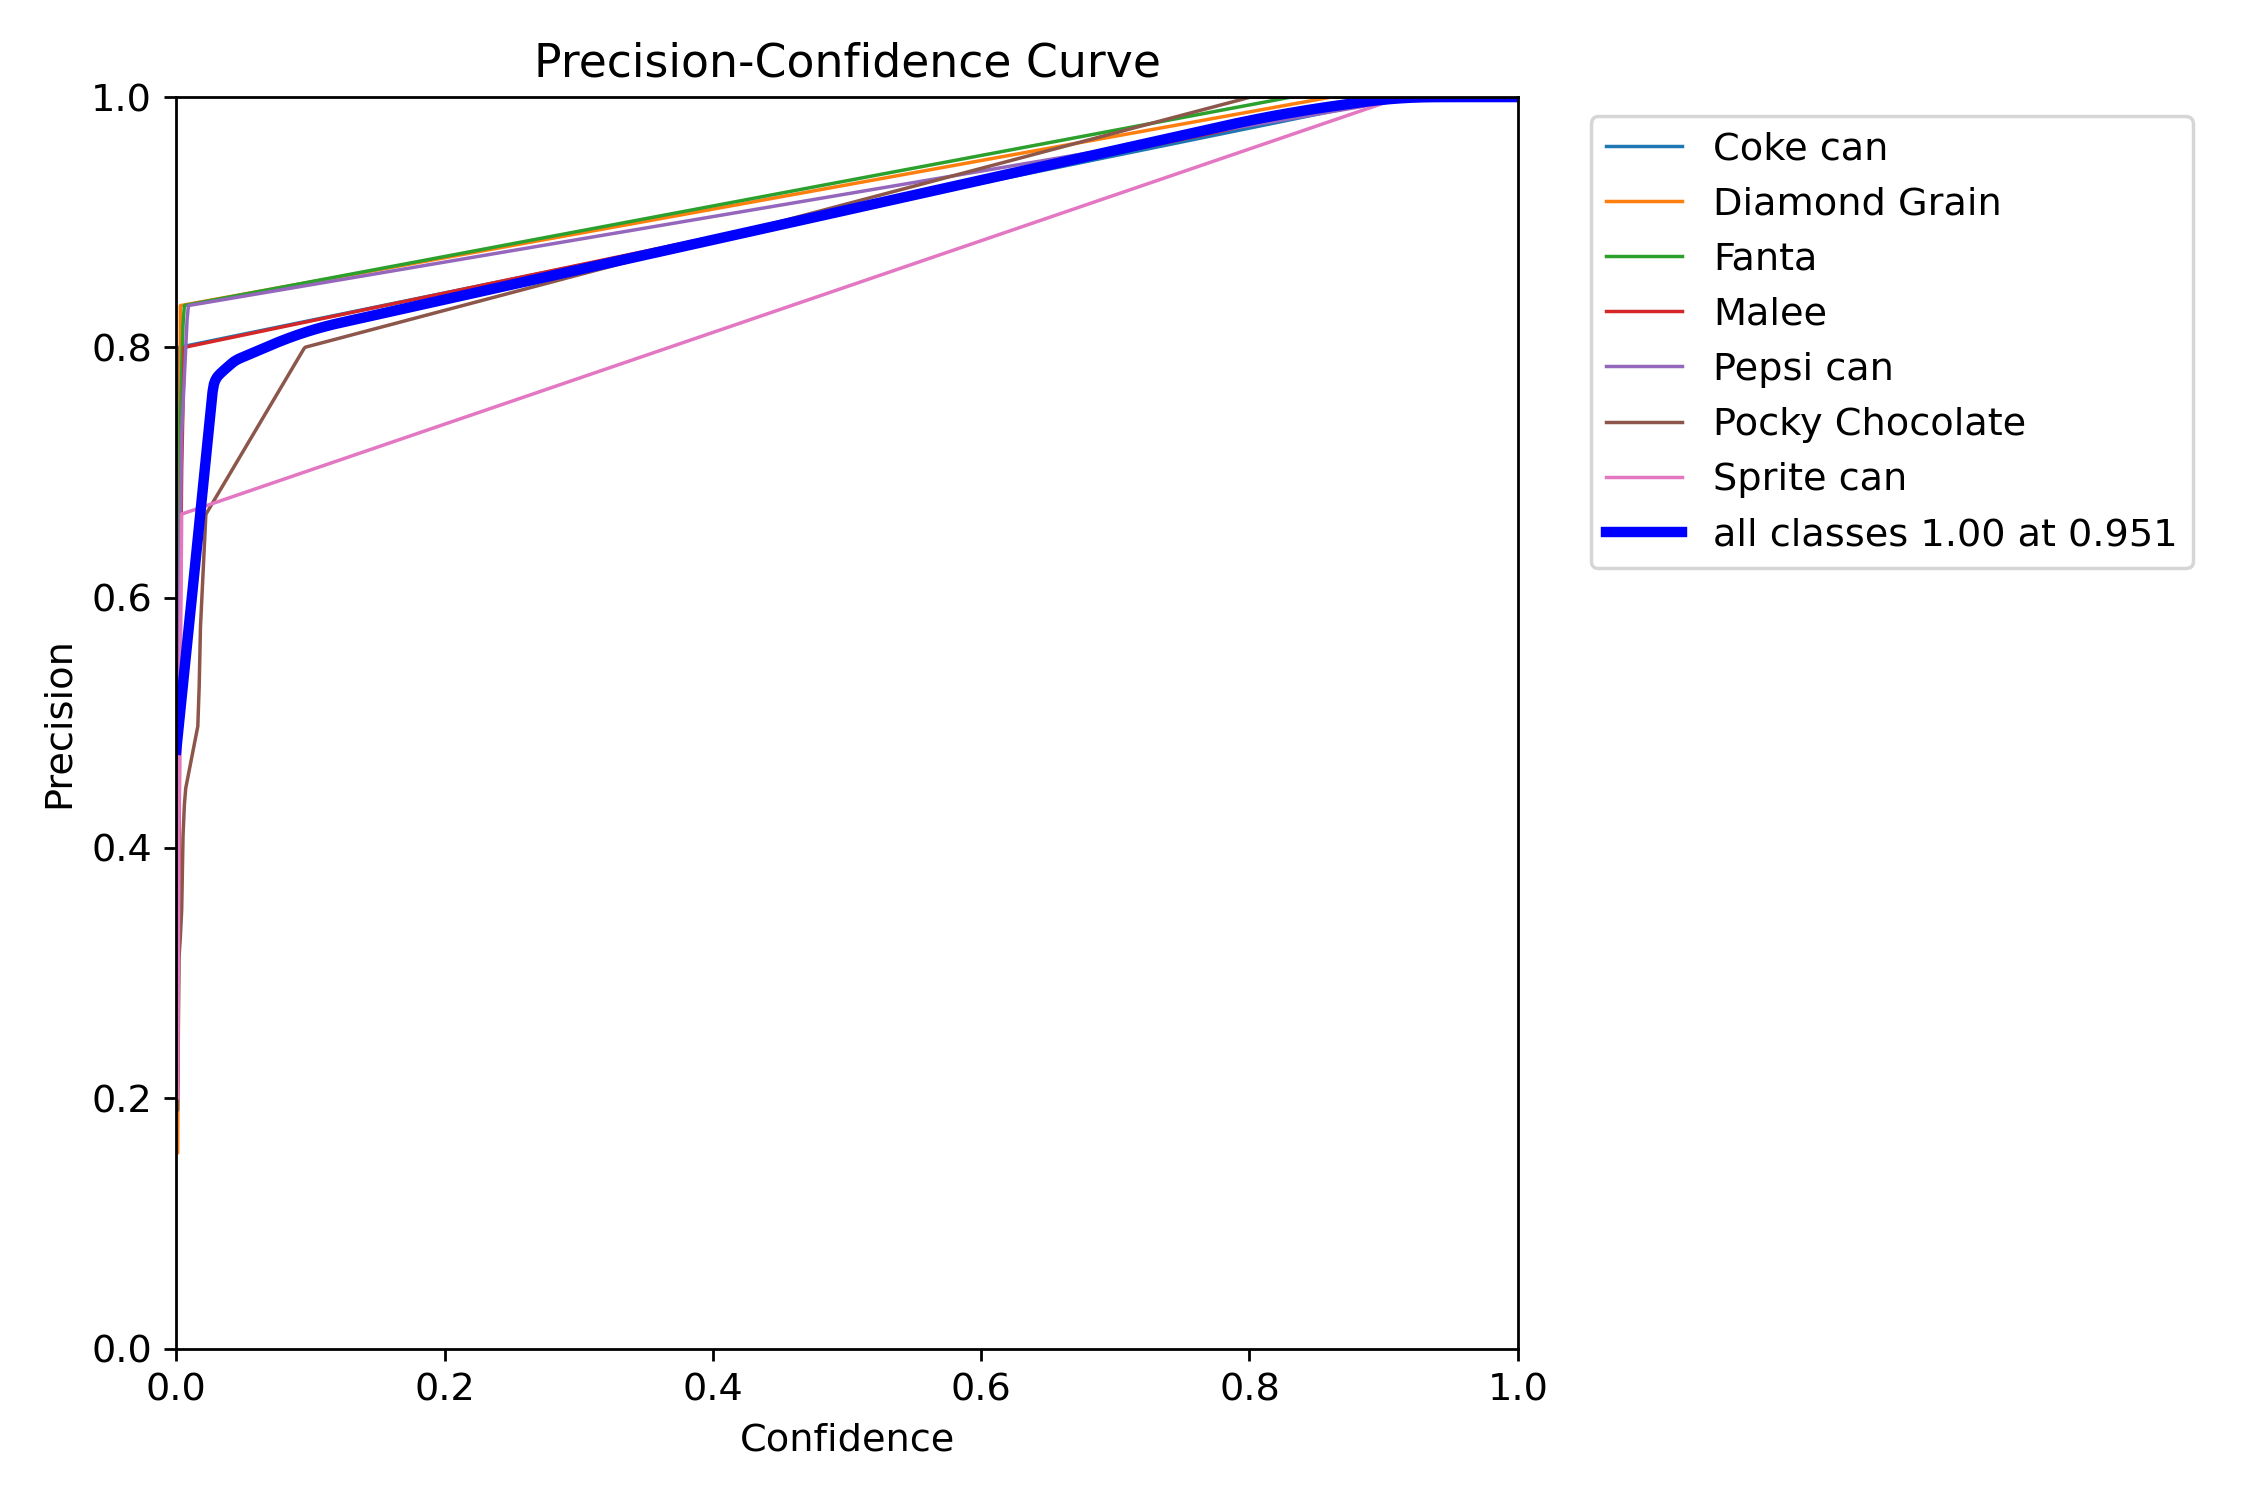 Precision-Confidence Curve
1.0
0.8
0.6
0.4
0.2
0.0
Precision
0.0 0.2 0.4 0.6 0.8 1.0
Confidence
Coke can
Diamond Grain
Fanta
Malee
Pepsi can
Pocky Chocolate
Sprite can
all classes 1.00 at 0.951